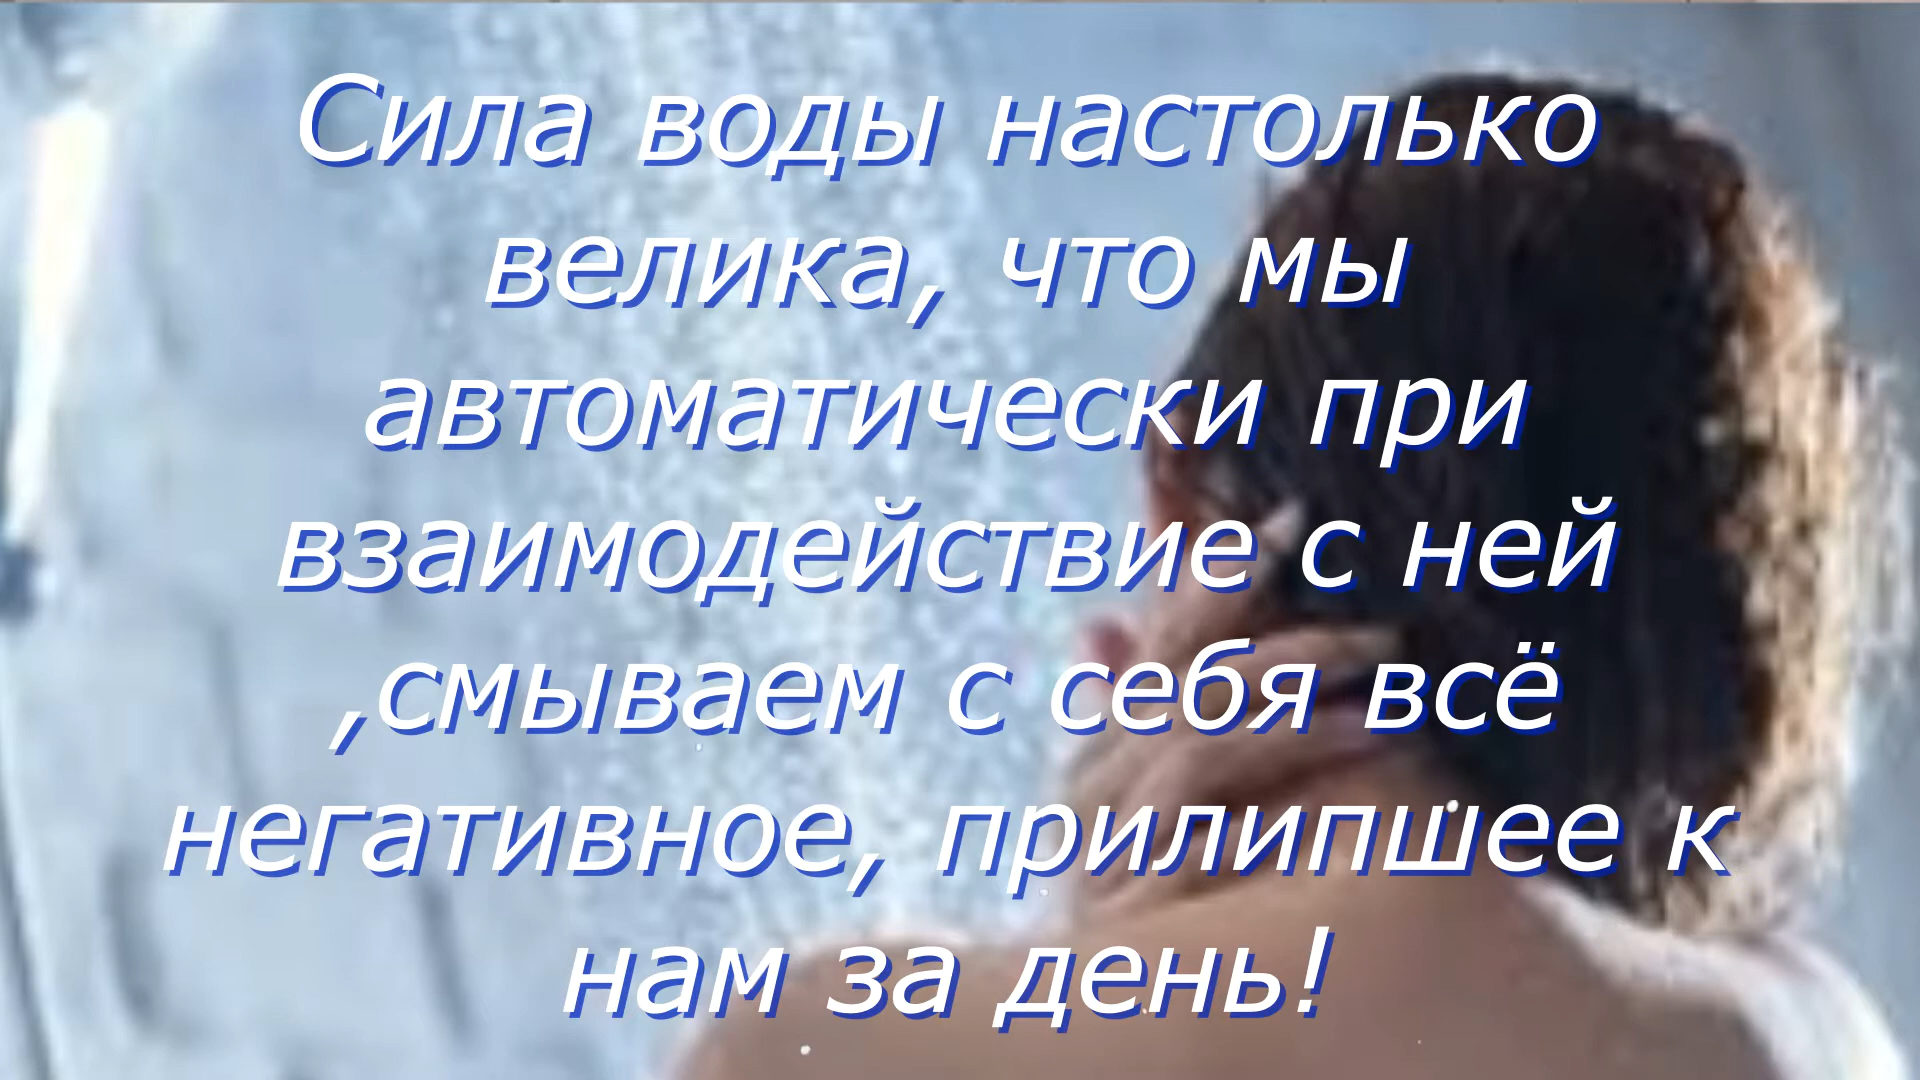 Сила воды настолько
велика, что мы
автоматически при
взаимодействие с ней
,смываем с себя всё
негативное, прилипшее к
нам за день!